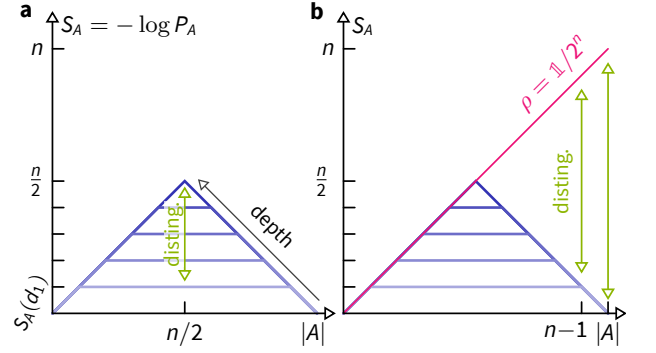 a
S_A = − log P_A
n
n/2
disting.
depth
S_A(d_1)
n/2
|A|
b
S_A
n
ρ = 𝟙/2^n
n/2
disting.
n−1
|A|